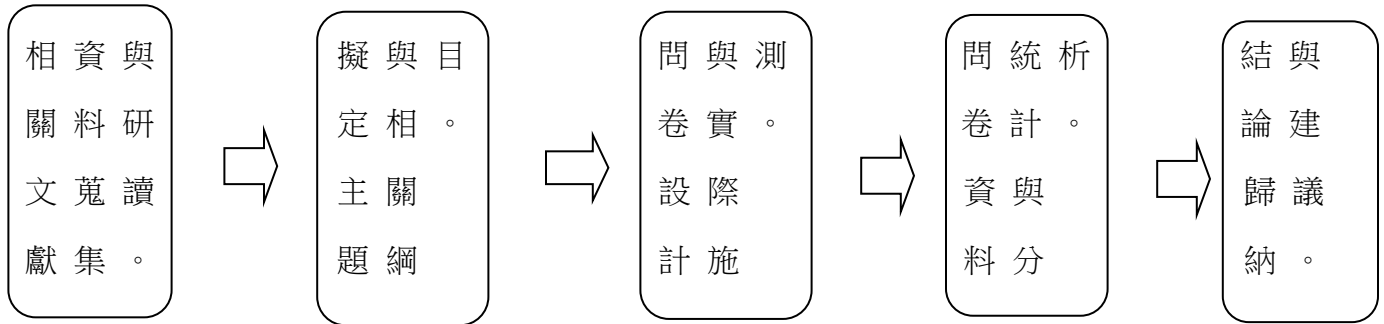 相關文獻
資料蒐集
與研讀。
擬定主題
與相關綱
目。
問卷設計
與實際施
測。
問卷資料
統計與分
析。
結論歸納
與建議。